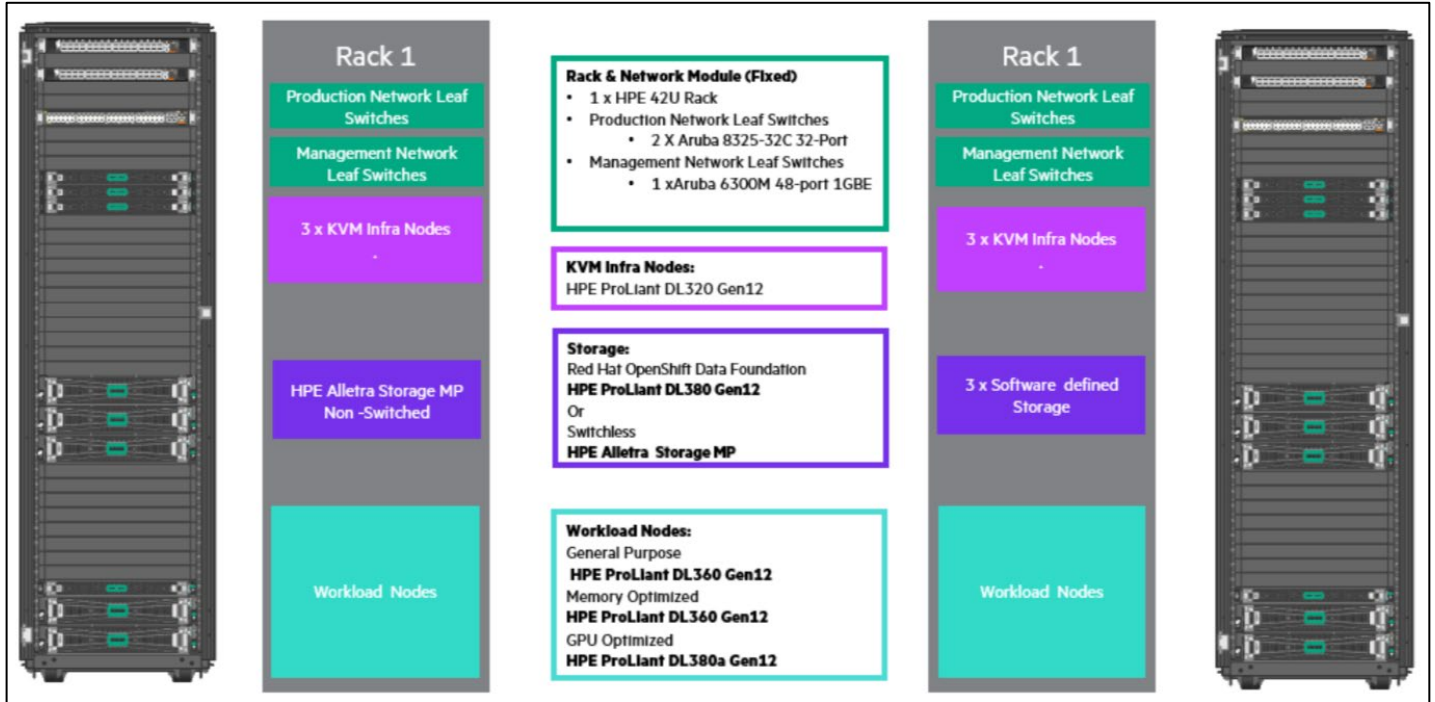 Rack 1
Production Network Leaf
Switches
Management Network
Leaf Switches
3 x KVM Infra Nodes
.
HPE Alletra Storage MP
Non -Switched
Workload Nodes
Rack & Network Module (Fixed)
• 1 x HPE 42U Rack
• Production Network Leaf Switches
• 2 X Aruba 8325-32C 32-Port
• Management Network Leaf Switches
• 1 xAruba 6300M 48-port 1GBE
KVM Infra Nodes:
HPE ProLiant DL320 Gen12
Storage:
Red Hat OpenShift Data Foundation
HPE ProLiant DL380 Gen12
Or
Switchless
HPE Alletra Storage MP
Workload Nodes:
General Purpose
HPE ProLiant DL360 Gen12
Memory Optimized
HPE ProLiant DL360 Gen12
GPU Optimized
HPE ProLiant DL380a Gen12
Rack 1
Production Network Leaf
Switches
Management Network
Leaf Switches
3 x KVM Infra Nodes
.
3 x Software defined
Storage
Workload Nodes